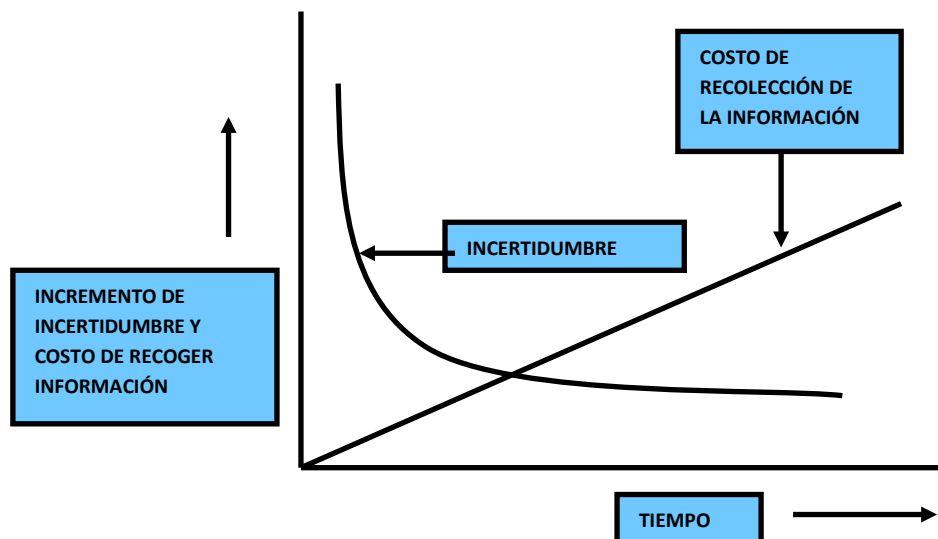 COSTO DE
RECOLECCIÓN DE
LA INFORMACIÓN
INCERTIDUMBRE
INCREMENTO DE
INCERTIDUMBRE Y
COSTO DE RECOGER
INFORMACIÓN
TIEMPO